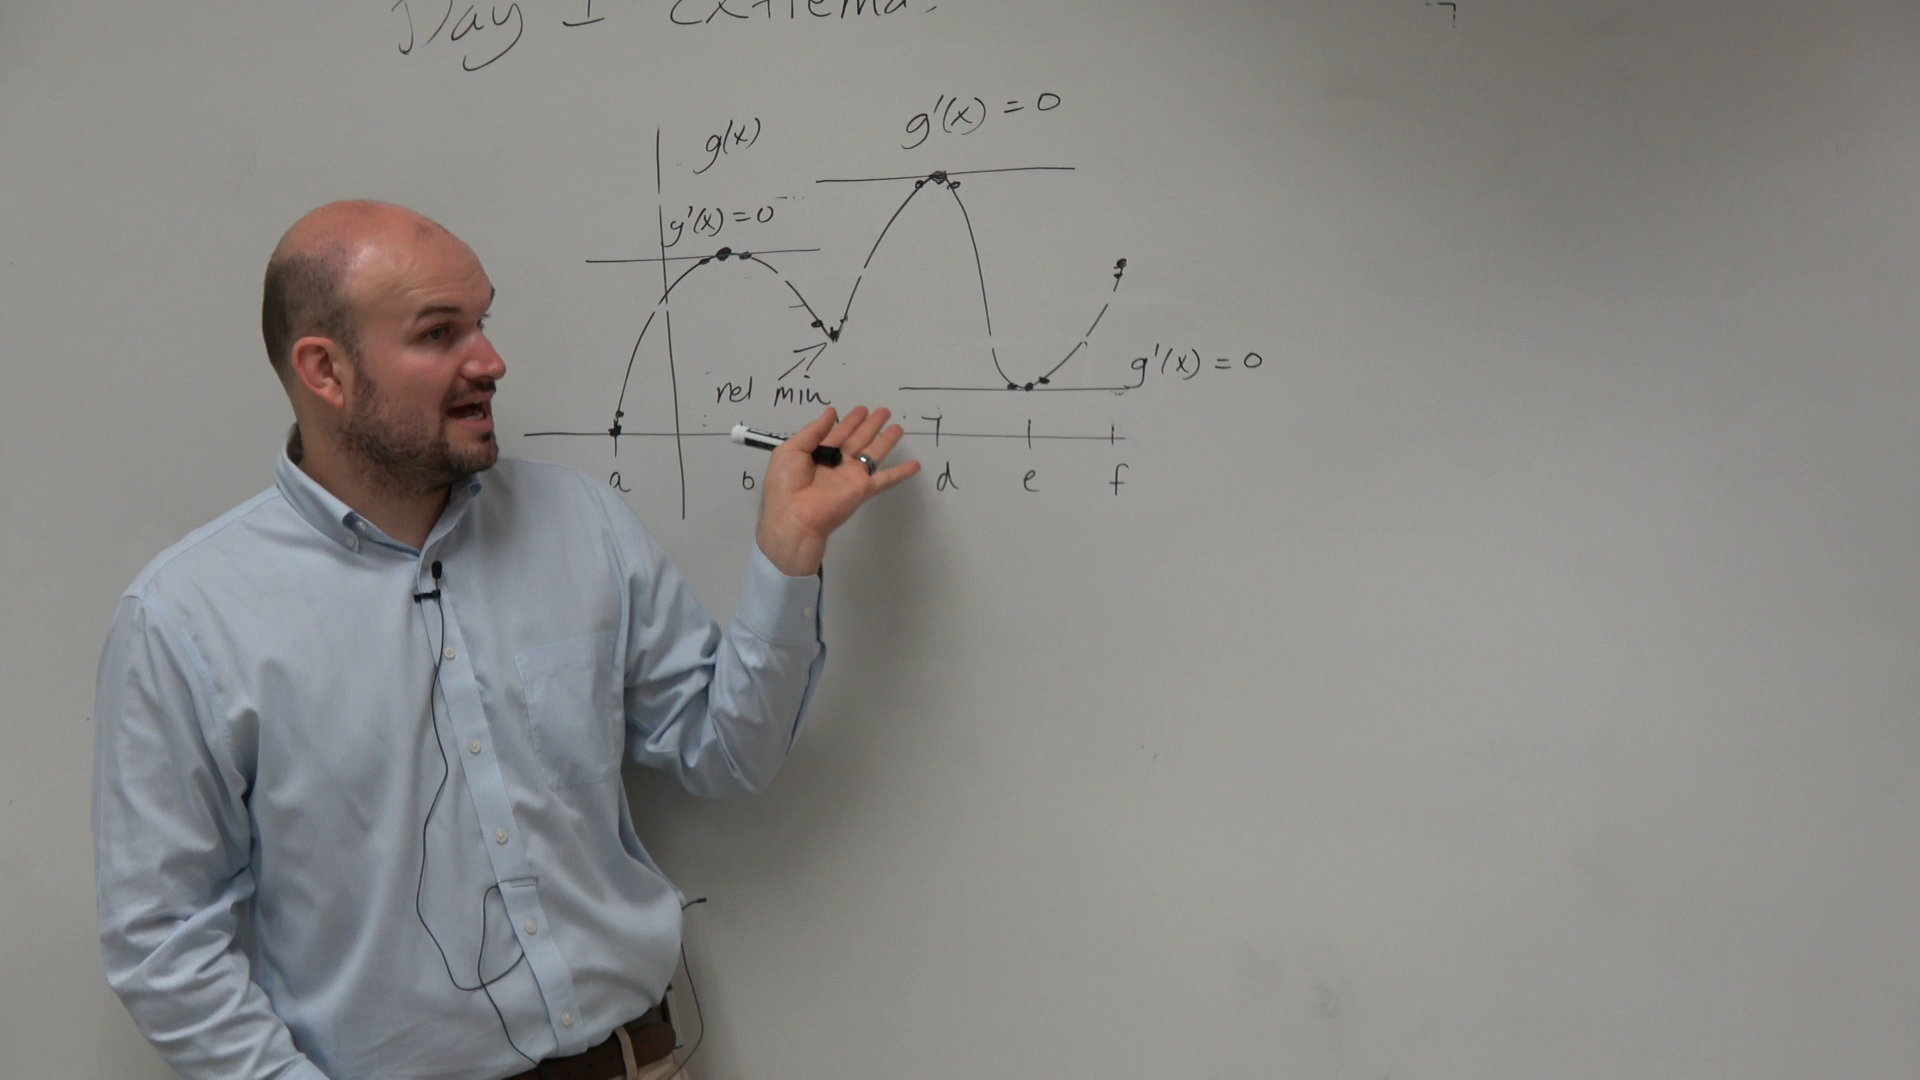 Day 1 Extrema
g(x)
g'(x) = 0
g'(x) = 0
g'(x) = 0
rel min
a b d e f